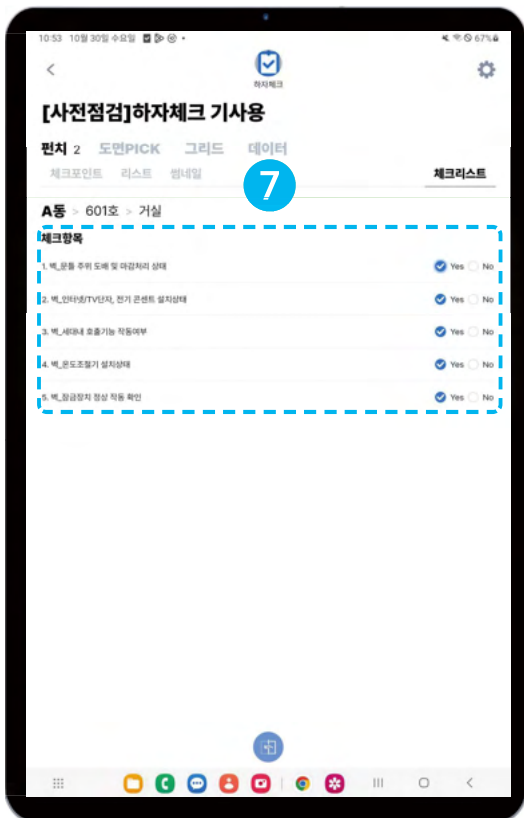 10:53 10월 30일 수요일
67%
하자체크
[사전점검]하자체크 기사용
펀치 2 도면PICK 그리드 데이터
체크포인트 리스트 썸네일 체크리스트
7
A동 > 601호 > 거실
체크항목
1. 벽_문틀 주위 도배 및 마감처리 상태 Yes No
2. 벽_인터넷/TV단자, 전기 콘센트 설치상태 Yes No
3. 벽_세대내 호출기능 작동여부 Yes No
4. 벽_온도조절기 설치상태 Yes No
5. 벽_잠금장치 정상 작동 확인 Yes No